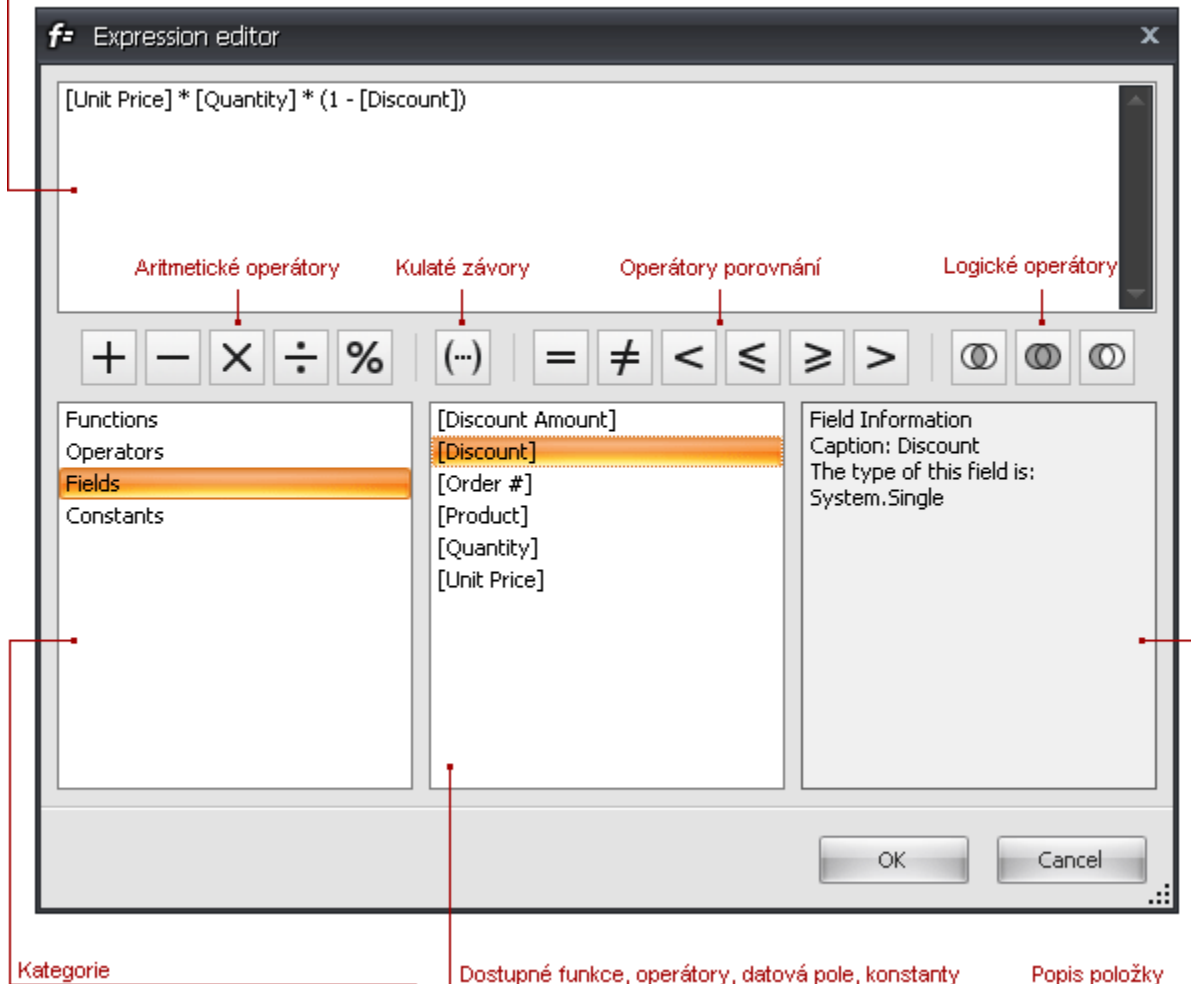 f= Expression editor x
[Unit Price] * [Quantity] * (1 - [Discount])
Aritmetické operátory Kulaté závory Operátory porovnání Logické operátory
+ − × ÷ % (···) = ≠ < ≤ ≥ >
Functions
Operators
Fields
Constants
[Discount Amount]
[Discount]
[Order #]
[Product]
[Quantity]
[Unit Price]
Field Information
Caption: Discount
The type of this field is:
System.Single
OK Cancel
Kategorie Dostupné funkce, operátory, datová pole, konstanty Popis položky